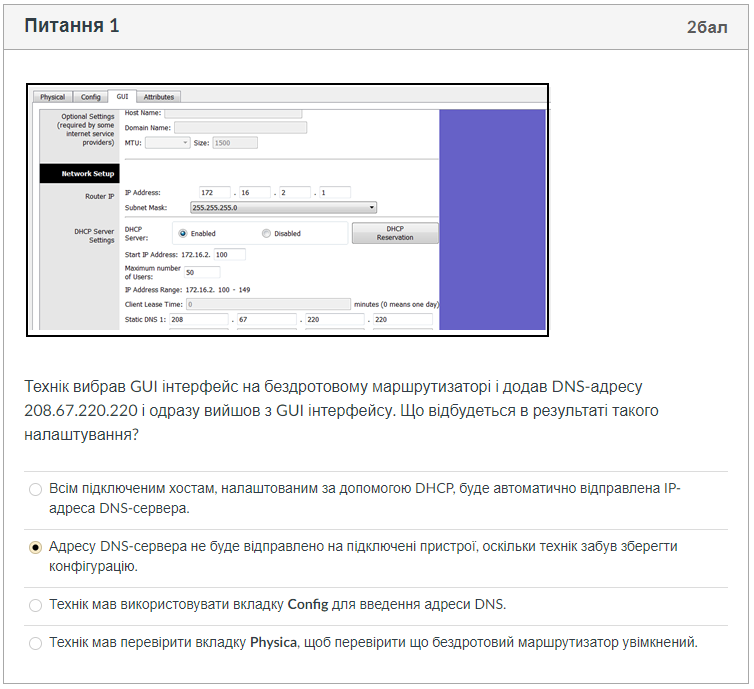 Питання 1
2бал
Physical Config GUI Attributes
Optional Settings
(required by some
internet service
providers)
Host Name:
Domain Name:
MTU: Size: 1500
Network Setup
Router IP
IP Address: 172 . 16 . 2 . 1
Subnet Mask: 255.255.255.0
DHCP Server
Settings
DHCP
Server: Enabled Disabled
DHCP
Reservation
Start IP Address: 172.16.2. 100
Maximum number
of Users: 50
IP Address Range: 172.16.2. 100 - 149
Client Lease Time: 0 minutes (0 means one day)
Static DNS 1: 208 . 67 . 220 . 220
Технік вибрав GUI інтерфейс на бездротовому маршрутизаторі і додав DNS-адресу
208.67.220.220 і одразу вийшов з GUI інтерфейсу. Що відбудеться в результаті такого
налаштування?
Всім підключеним хостам, налаштованим за допомогою DHCP, буде автоматично відправлена IP-
адреса DNS-сервера.
Адресу DNS-сервера не буде відправлено на підключені пристрої, оскільки технік забув зберегти
конфігурацію.
Технік мав використовувати вкладку Config для введення адреси DNS.
Технік мав перевірити вкладку Physica, щоб перевірити що бездротовий маршрутизатор увімкнений.